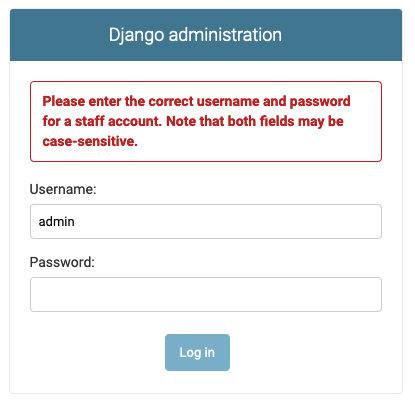 Django administration
Please enter the correct username and password
for a staff account. Note that both fields may be
case-sensitive.
Username:
admin
Password:
Log in